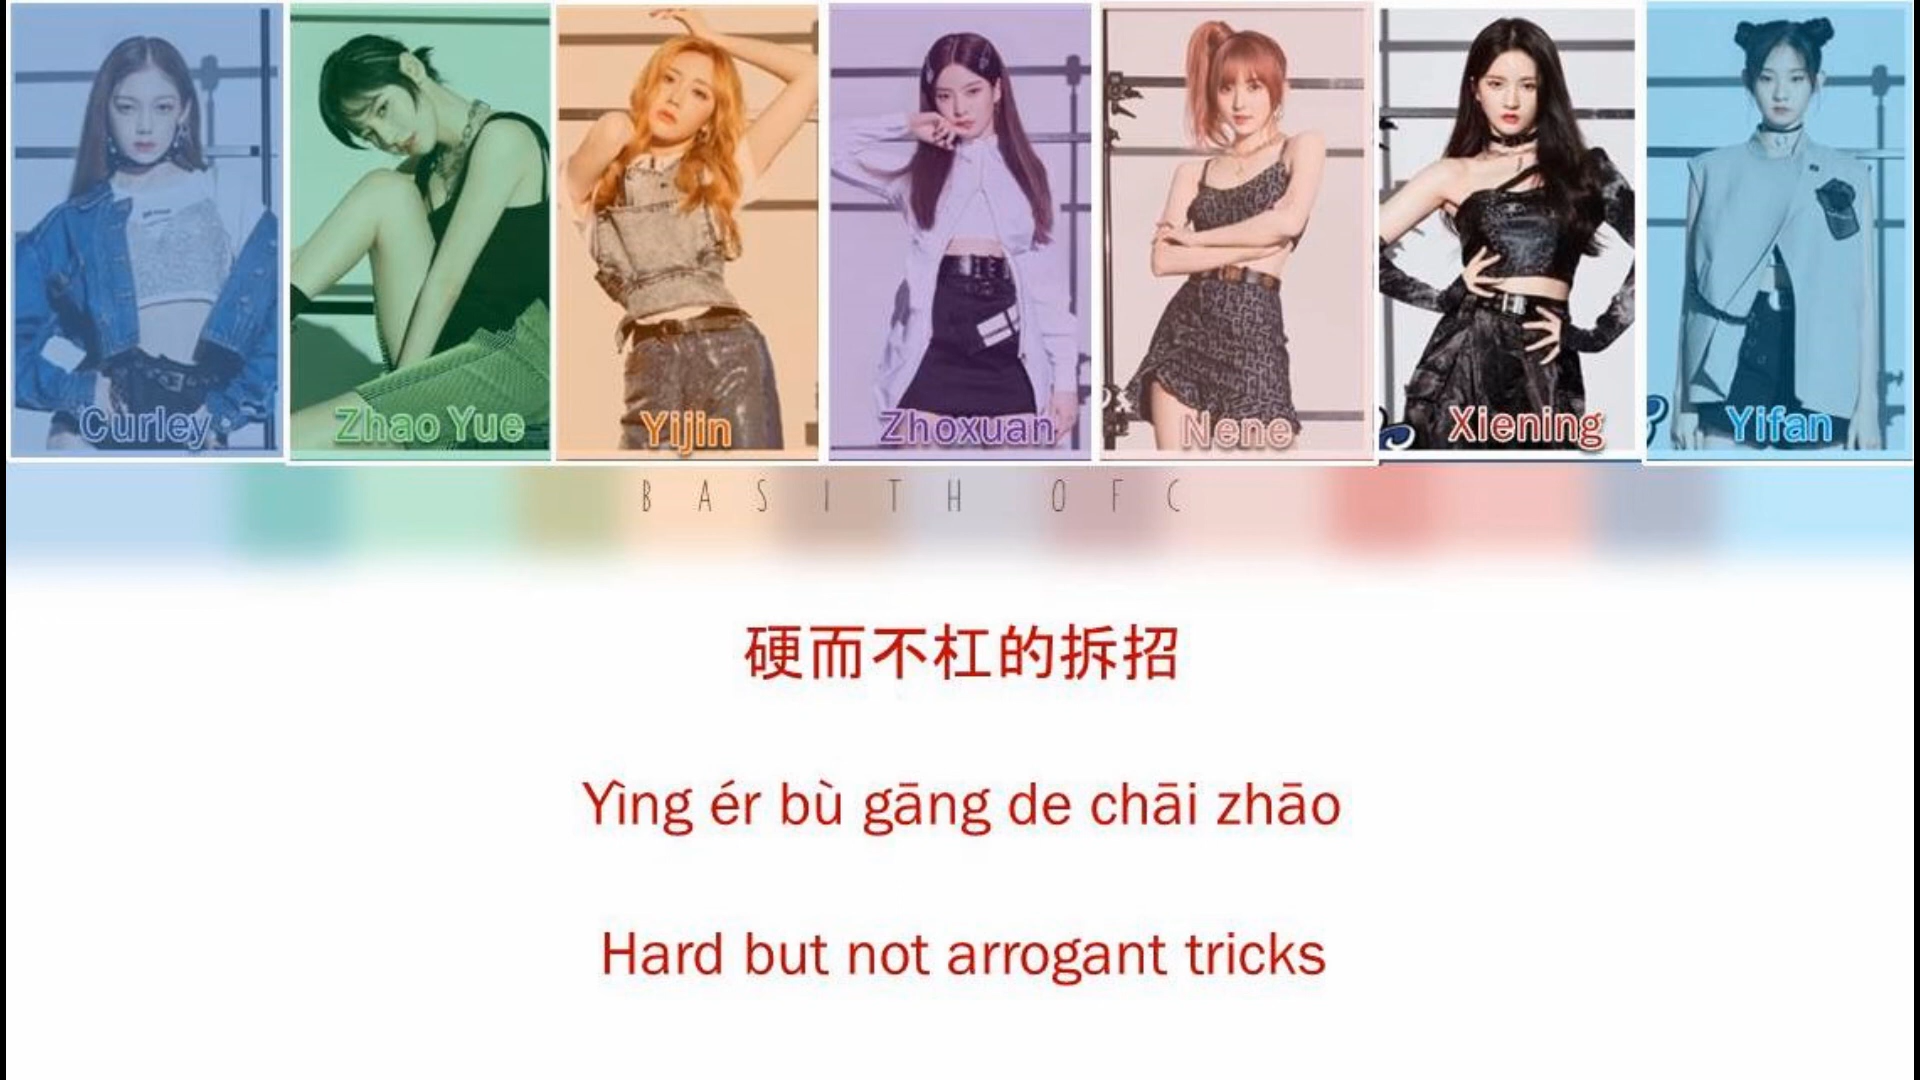 Curley
Zhao Yue
Yijin
Zhoxuan
Nene
Xiening
Yifan
BASITH OFC
硬而不杠的拆招
Yìng ér bù gāng de chāi zhāo
Hard but not arrogant tricks